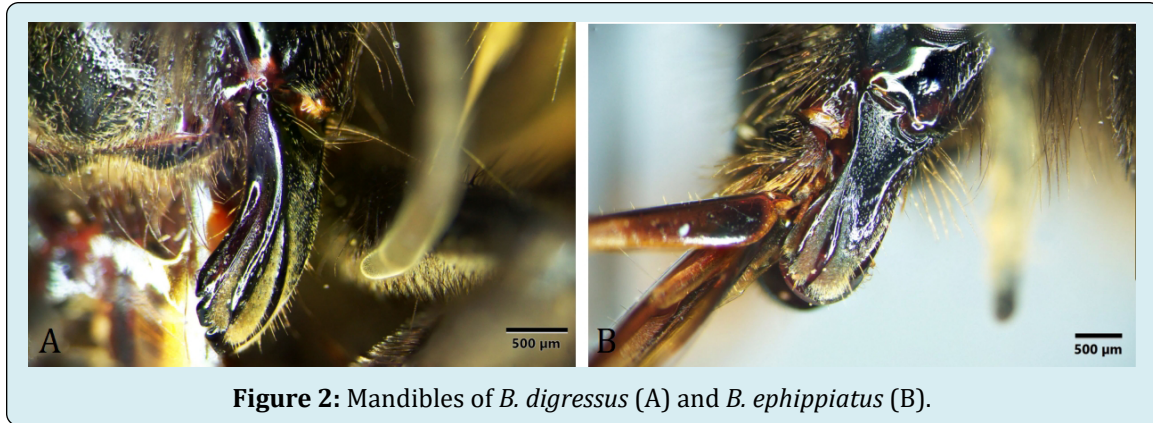 A
500 µm
B
500 µm
Figure 2: Mandibles of B. digressus (A) and B. ephippiatus (B).